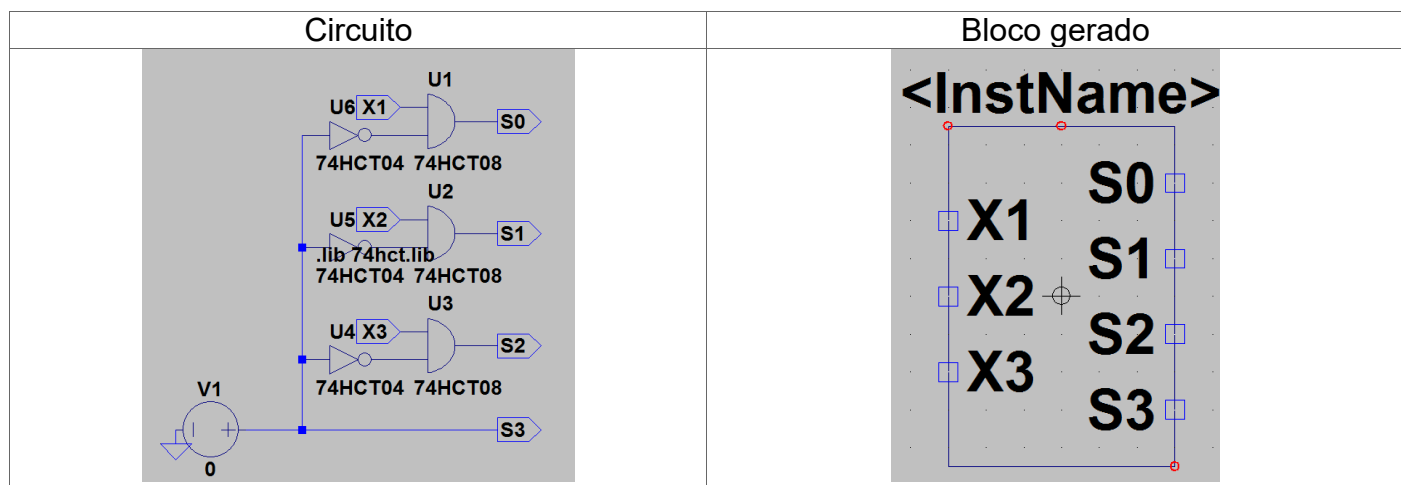 Circuito
Bloco gerado
U1
U6 X1
S0
74HCT04 74HCT08
U2
U5 X2
S1
.lib 74hct.lib
74HCT04 74HCT08
U3
U4 X3
S2
74HCT04 74HCT08
V1
S3
0
<InstName>
S0
X1
S1
X2
S2
X3
S3